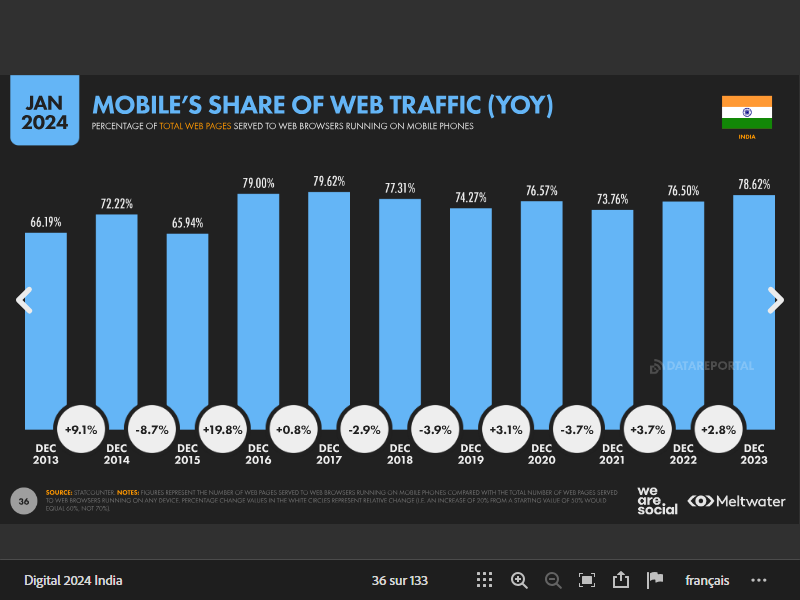 JAN
2024
MOBILE'S SHARE OF WEB TRAFFIC (YOY)
PERCENTAGE OF TOTAL WEB PAGES SERVED TO WEB BROWSERS RUNNING ON MOBILE PHONES
INDIA
66.19%
72.22%
65.94%
79.00%
79.62%
77.31%
74.27%
76.57%
73.76%
76.50%
78.62%
DATAREPORTAL
+9.1%
-8.7%
+19.8%
+0.8%
-2.9%
-3.9%
+3.1%
-3.7%
+3.7%
+2.8%
DEC
2013
DEC
2014
DEC
2015
DEC
2016
DEC
2017
DEC
2018
DEC
2019
DEC
2020
DEC
2021
DEC
2022
DEC
2023
36
SOURCE: STATCOUNTER. NOTES: FIGURES REPRESENT THE NUMBER OF WEB PAGES SERVED TO WEB BROWSERS RUNNING ON MOBILE PHONES COMPARED WITH THE TOTAL NUMBER OF WEB PAGES SERVED
TO WEB BROWSERS RUNNING ON ANY DEVICE. PERCENTAGE CHANGE VALUES IN THE WHITE CIRCLES REPRESENT RELATIVE CHANGE (I.E. AN INCREASE OF 20% FROM A STARTING VALUE OF 50% WOULD
EQUAL 60%, NOT 70%).
we
are.
social
Meltwater
Digital 2024 India
36 sur 133
français